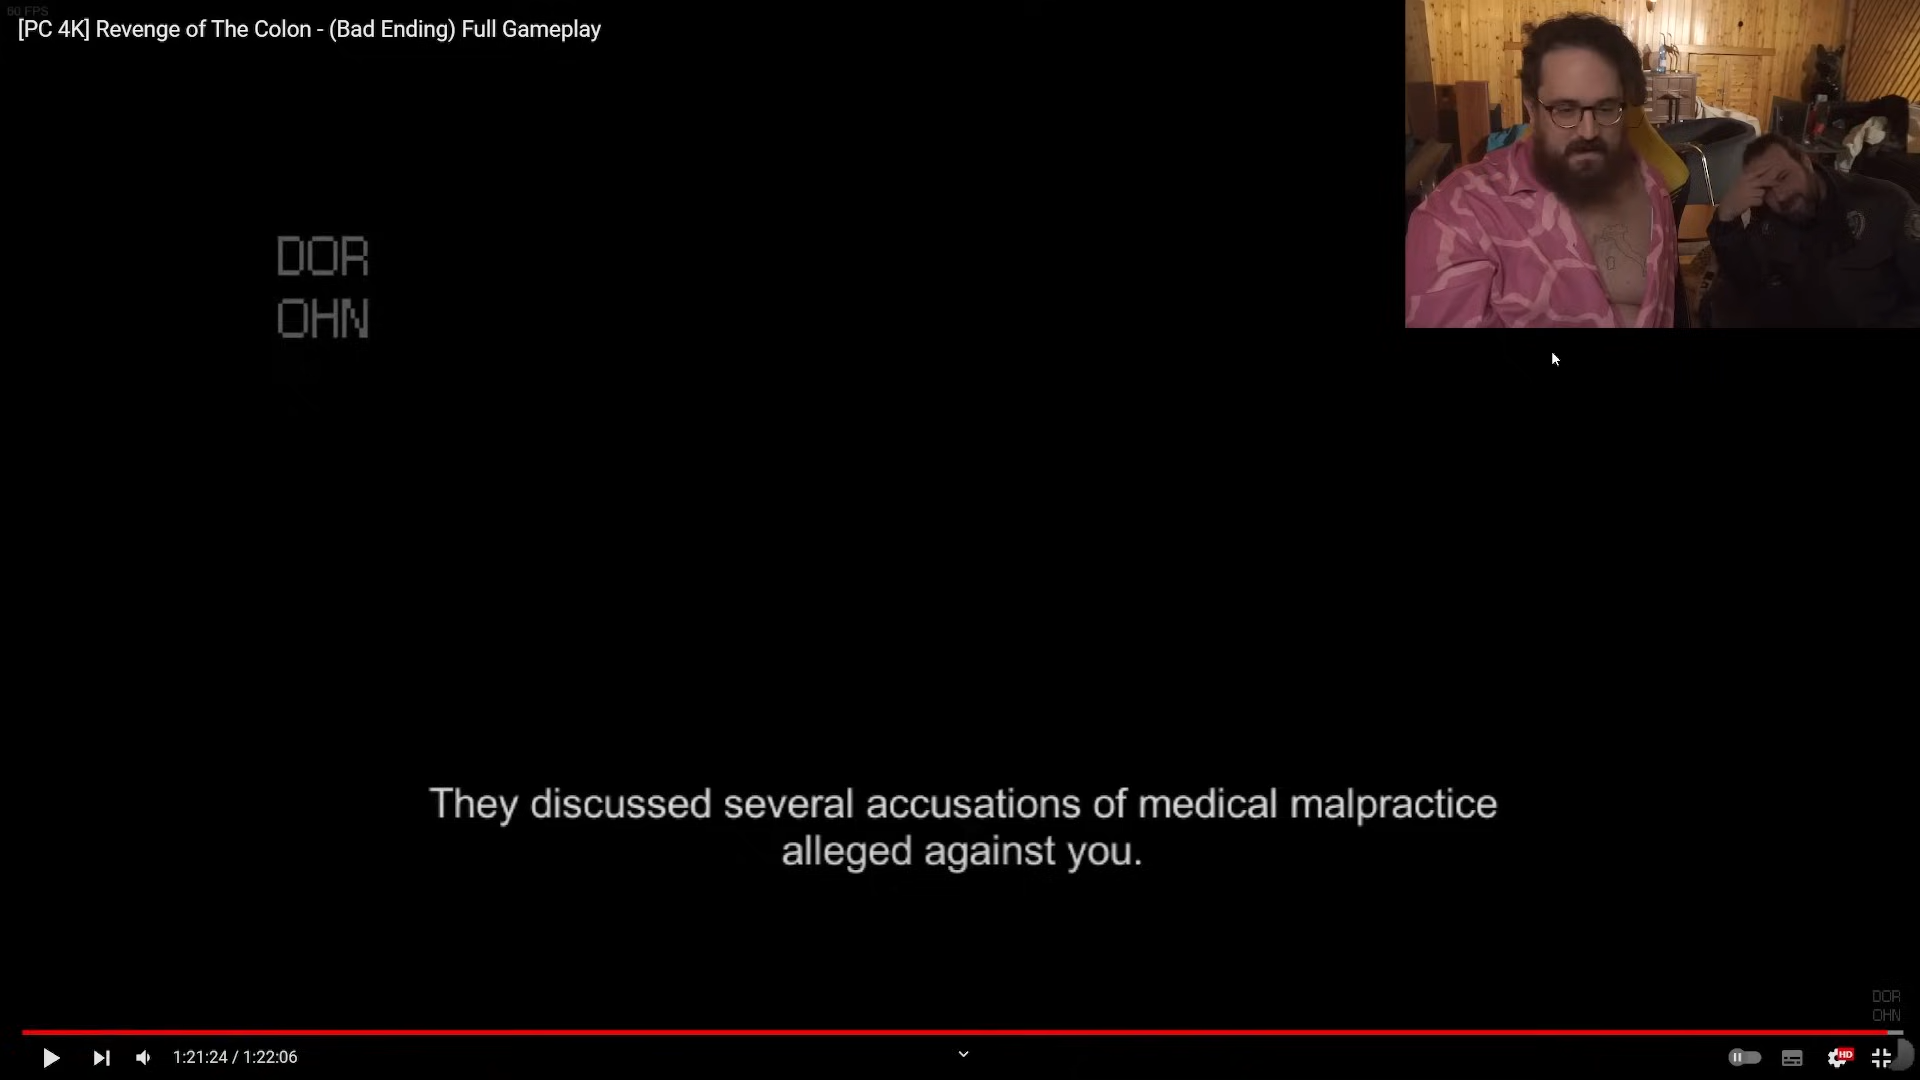 60 FPS
[PC 4K] Revenge of The Colon - (Bad Ending) Full Gameplay
DOR
OHN
They discussed several accusations of medical malpractice
alleged against you.
DOR
OHN
1:21:24 / 1:22:06
HD